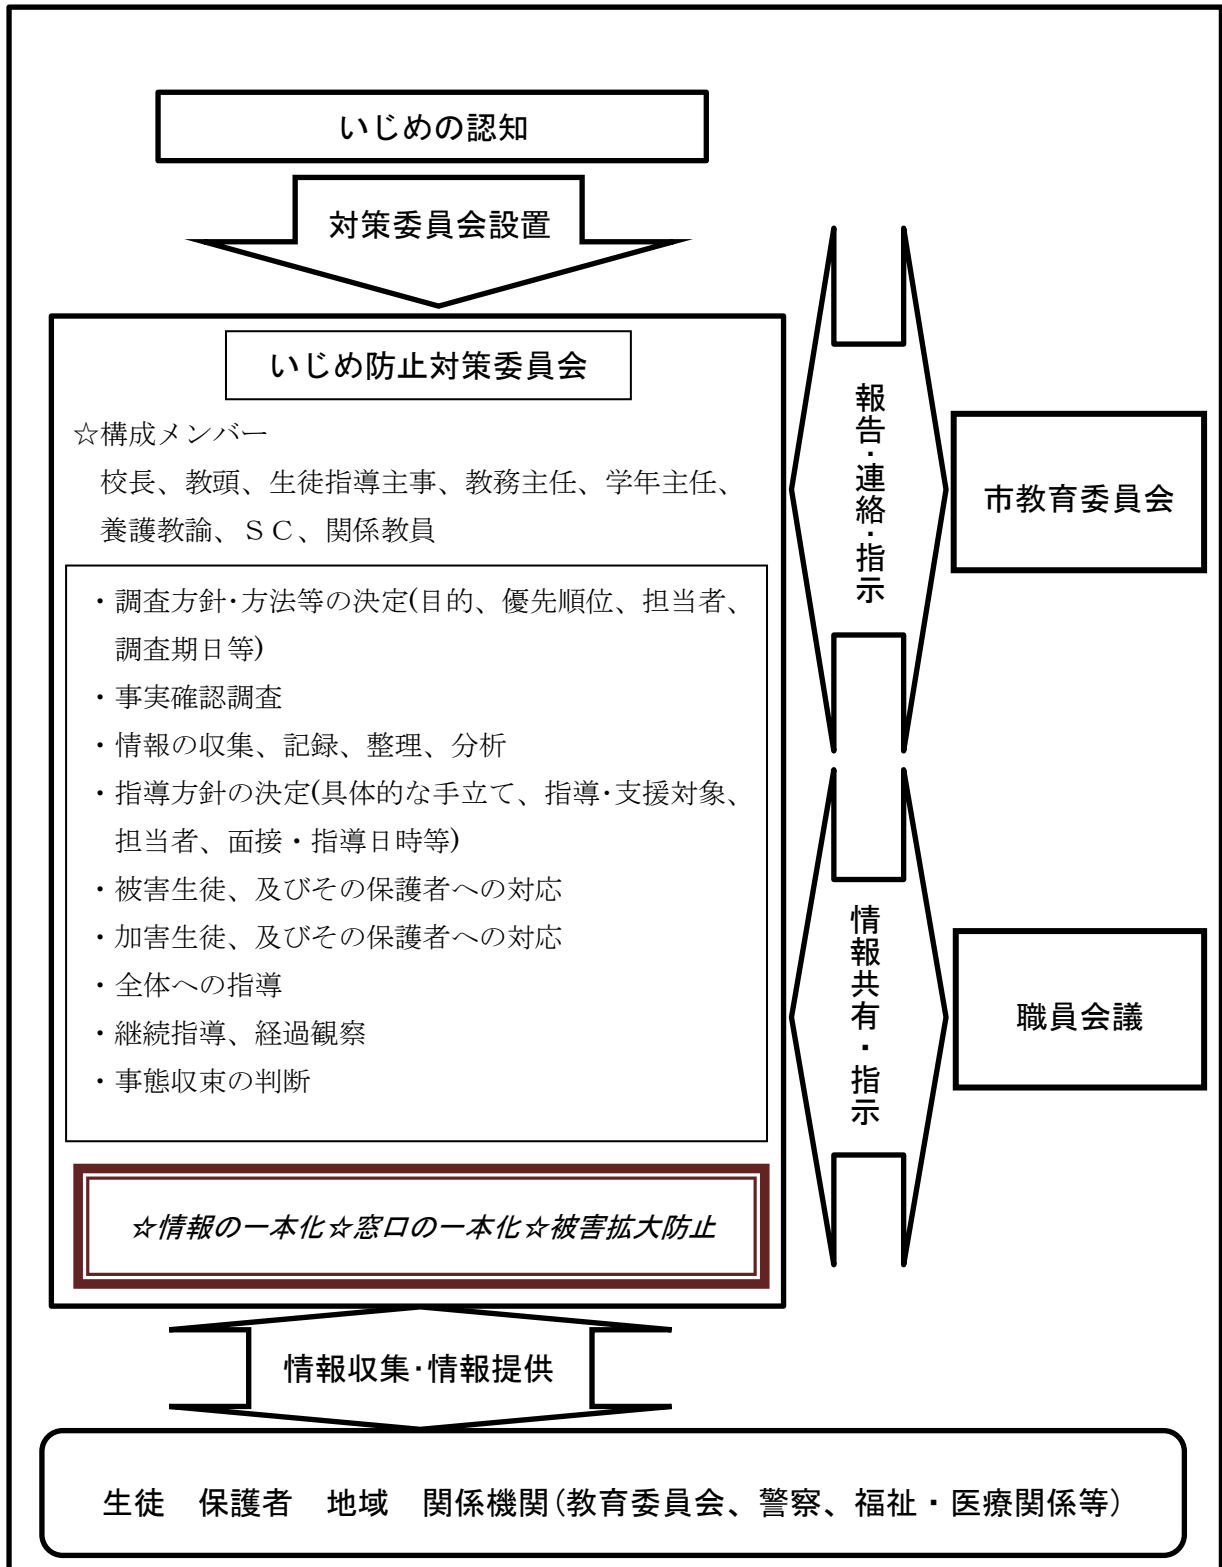 いじめの認知
対策委員会設置
いじめ防止対策委員会
☆構成メンバー
校長、教頭、生徒指導主事、教務主任、学年主任、
養護教諭、ＳＣ、関係教員
・調査方針･方法等の決定(目的、優先順位、担当者、
調査期日等)
・事実確認調査
・情報の収集、記録、整理、分析
・指導方針の決定(具体的な手立て、指導･支援対象、
担当者、面接・指導日時等)
・被害生徒、及びその保護者への対応
・加害生徒、及びその保護者への対応
・全体への指導
・継続指導、経過観察
・事態収束の判断
☆情報の一本化☆窓口の一本化☆被害拡大防止
報告･連絡･指示
市教育委員会
情報共有・指示
職員会議
情報収集･情報提供
生徒　保護者　地域　関係機関(教育委員会、警察、福祉・医療関係等)